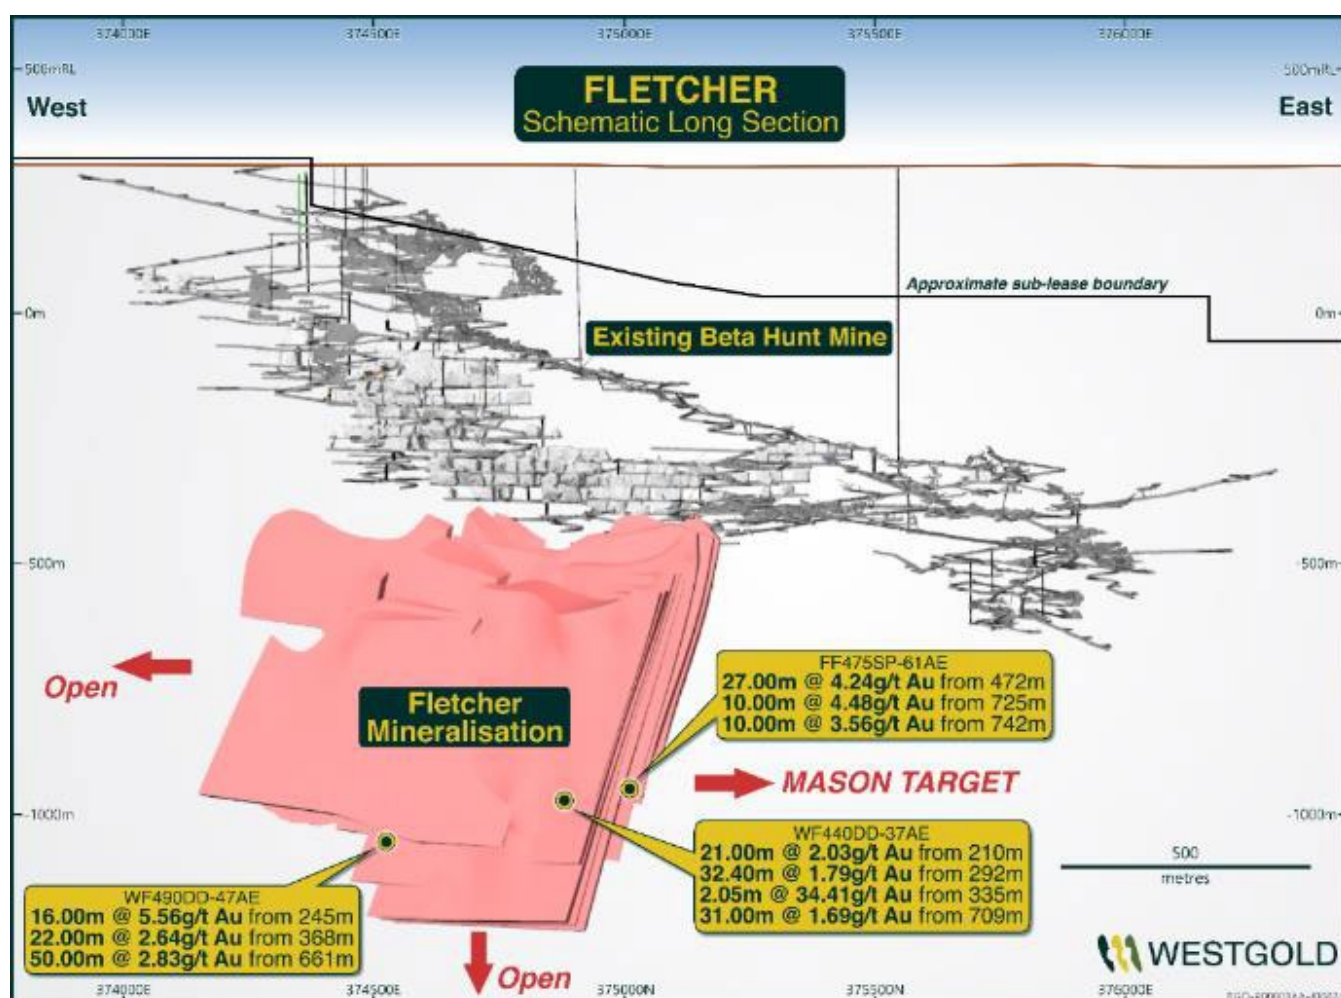 374000E 374500E 375000E 375500E 376000E
500mRL 500mRL
West East
FLETCHER
Schematic Long Section
Approximate sub-lease boundary
0m 0m
Existing Beta Hunt Mine
-500m -500m
Open
Fletcher
Mineralisation
FF475SP-61AE
27.00m @ 4.24g/t Au from 472m
10.00m @ 4.48g/t Au from 725m
10.00m @ 3.56g/t Au from 742m
MASON TARGET
-1000m -1000m
WF440DD-37AE
21.00m @ 2.03g/t Au from 210m
32.40m @ 1.79g/t Au from 292m
2.05m @ 34.41g/t Au from 335m
31.00m @ 1.69g/t Au from 709m
500
metres
WF490DD-47AE
16.00m @ 5.56g/t Au from 245m
22.00m @ 2.64g/t Au from 368m
50.00m @ 2.83g/t Au from 661m
Open
WESTGOLD
374000E 374500E 375000N 375500N 376000E